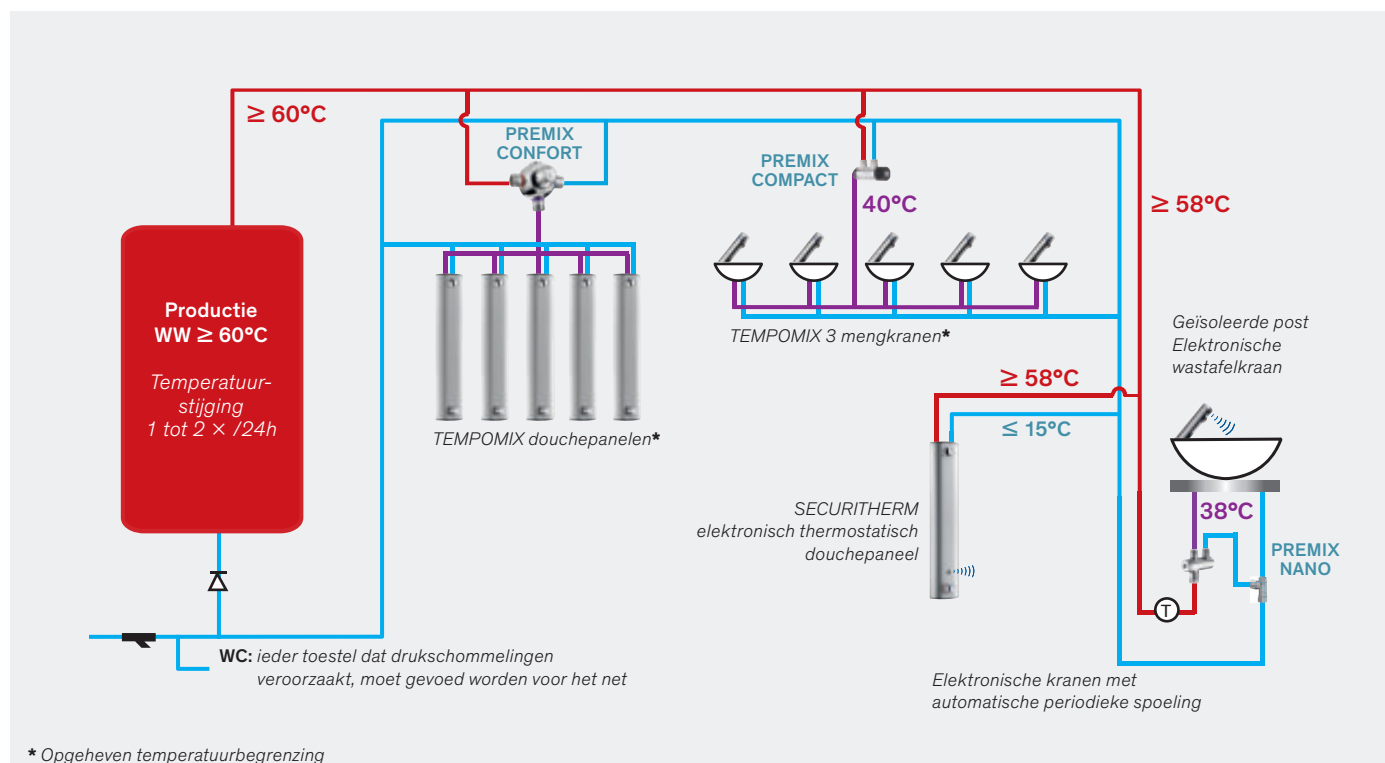 ≥ 60°C
PREMIX
CONFORT
PREMIX
COMPACT
40°C
≥ 58°C
Productie
WW ≥ 60°C
Temperatuur-
stijging
1 tot 2 × /24h
TEMPOMIX douchepanelen*
TEMPOMIX 3 mengkranen*
Geïsoleerde post
Elektronische
wastafelkraan
≥ 58°C
≤ 15°C
SECURITHERM
elektronisch thermostatisch
douchepaneel
38°C
PREMIX
NANO
T
WC: ieder toestel dat drukschommelingen
veroorzaakt, moet gevoed worden voor het net
Elektronische kranen met
automatische periodieke spoeling
* Opgeheven temperatuurbegrenzing